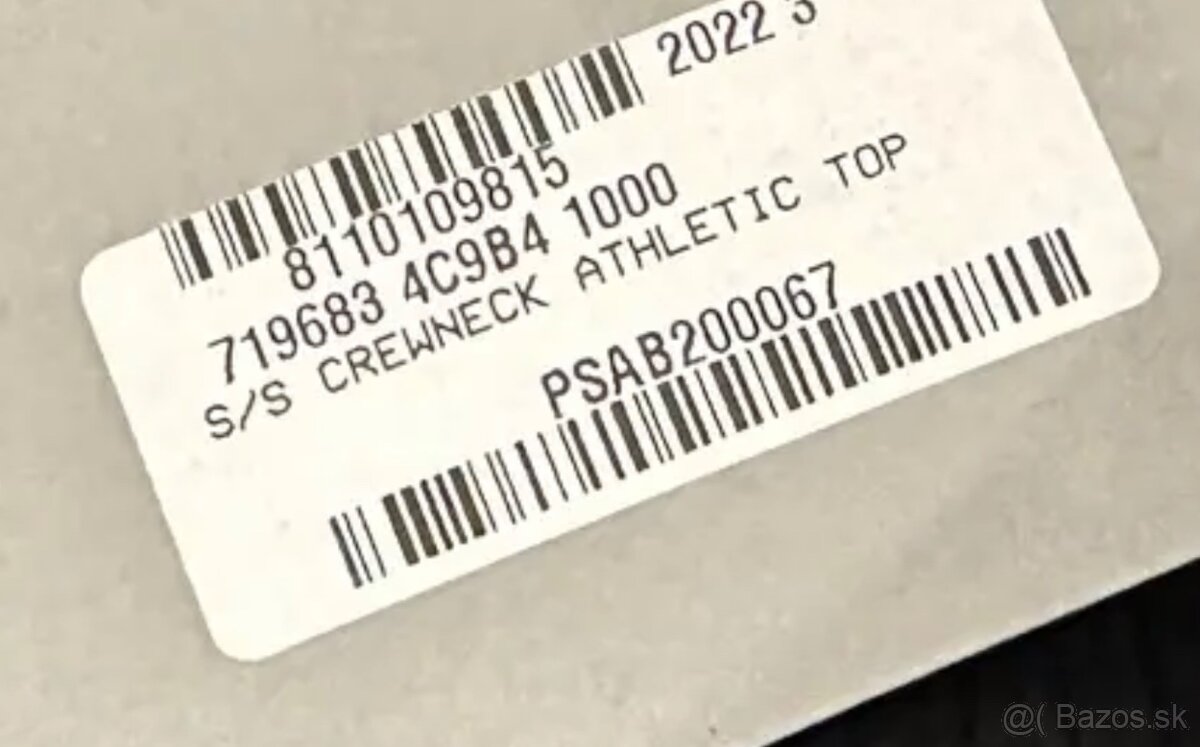 2022 3
8110109815
719683 4C9B4 1000
S/S CREWNECK ATHLETIC TOP
PSAB200067
@( Bazos.sk